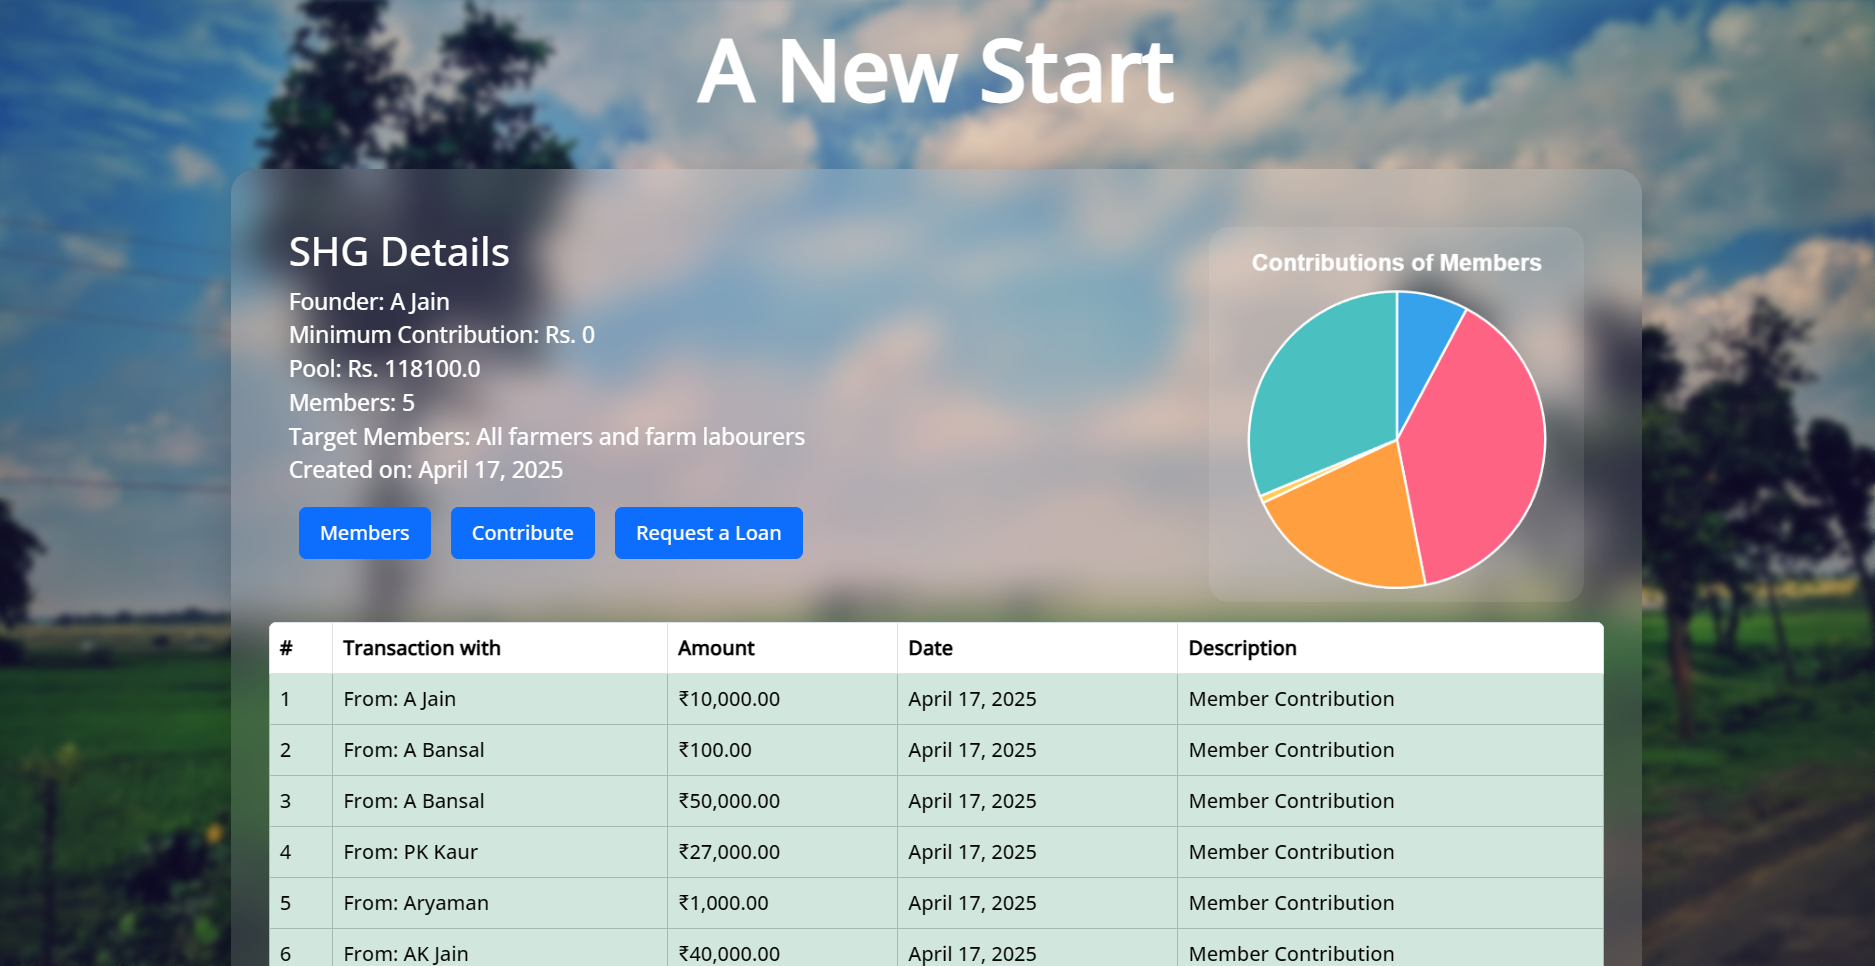 A New Start
SHG Details
Founder: A Jain
Minimum Contribution: Rs. 0
Pool: Rs. 118100.0
Members: 5
Target Members: All farmers and farm labourers
Created on: April 17, 2025
Members Contribute Request a Loan
Contributions of Members
# Transaction with Amount Date Description
1 From: A Jain ₹10,000.00 April 17, 2025 Member Contribution
2 From: A Bansal ₹100.00 April 17, 2025 Member Contribution
3 From: A Bansal ₹50,000.00 April 17, 2025 Member Contribution
4 From: PK Kaur ₹27,000.00 April 17, 2025 Member Contribution
5 From: Aryaman ₹1,000.00 April 17, 2025 Member Contribution
6 From: AK Jain ₹40,000.00 April 17, 2025 Member Contribution